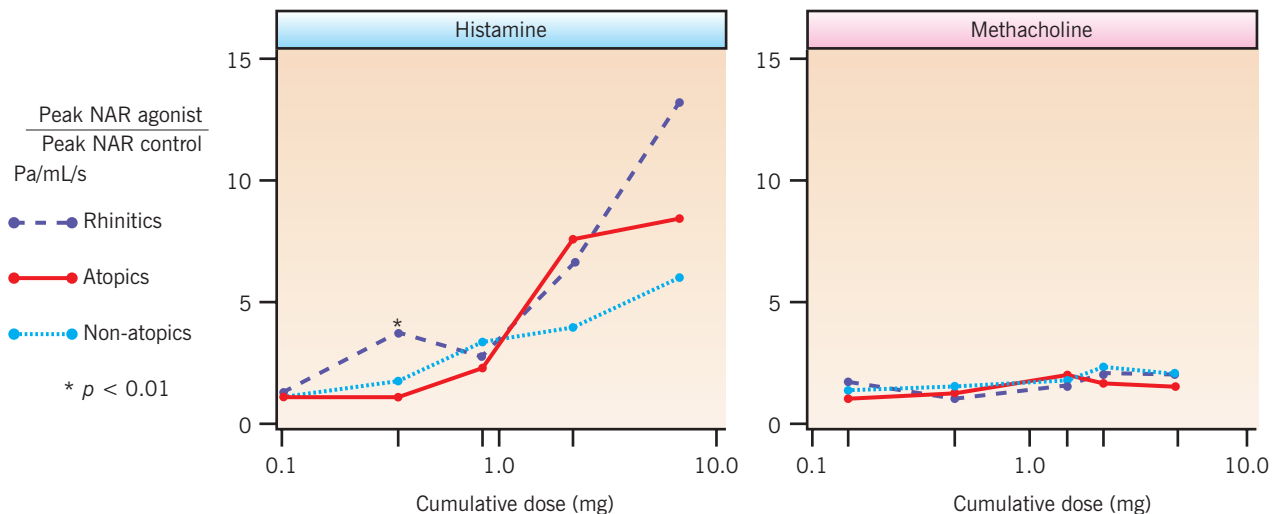 Histamine
Methacholine
Peak NAR agonist
Peak NAR control
Pa/mL/s
Rhinitics
Atopics
Non-atopics
* p < 0.01
15
10
5
0
*
0.1
1.0
10.0
Cumulative dose (mg)
15
10
5
0
0.1
1.0
10.0
Cumulative dose (mg)